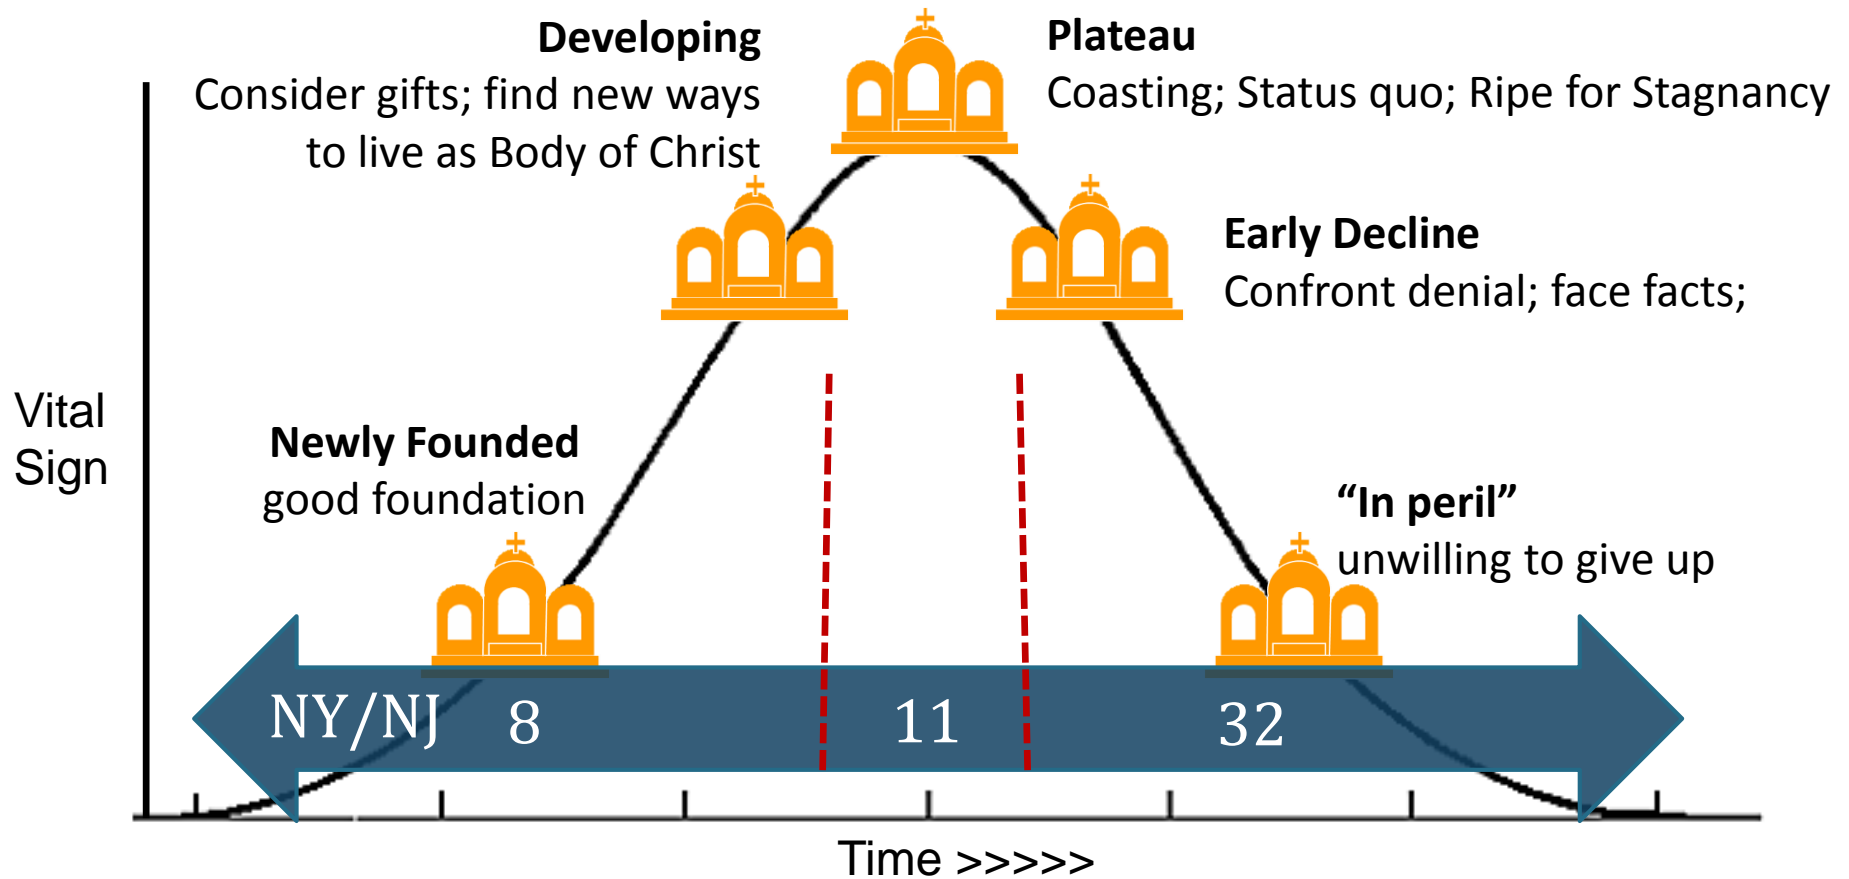 Developing
Consider gifts; find new ways
to live as Body of Christ
Plateau
Coasting; Status quo; Ripe for Stagnancy
Early Decline
Confront denial; face facts;
Vital
Sign
Newly Founded
good foundation
“In peril”
unwilling to give up
NY/NJ 8 11 32
Time >>>>>